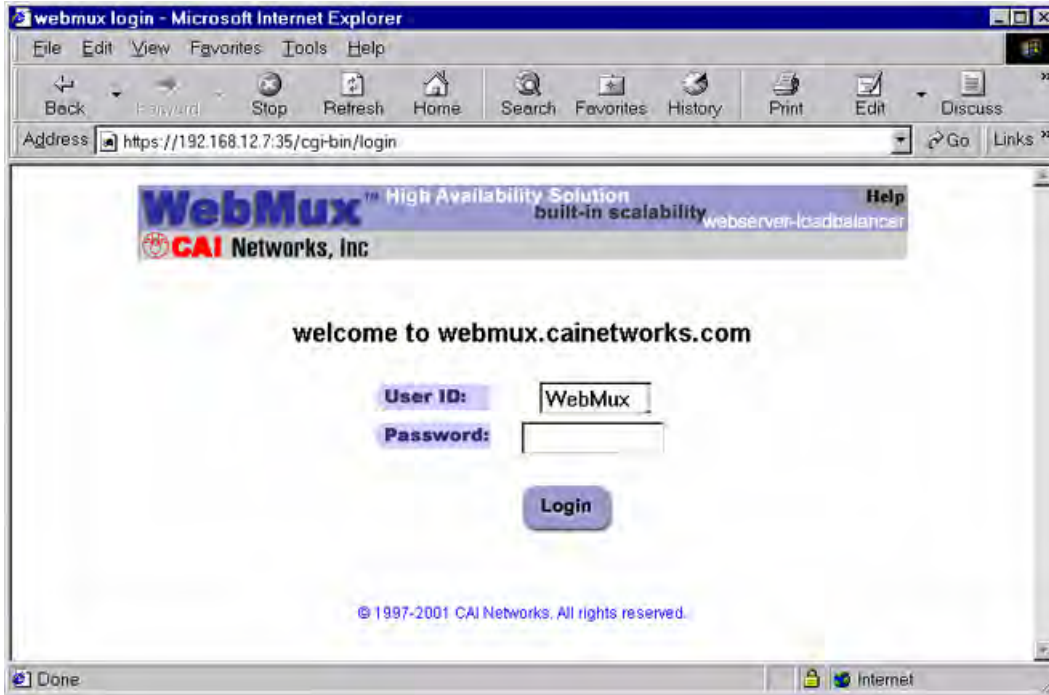 webmux login - Microsoft Internet Explorer
File Edit View Favorites Tools Help
Back Forward Stop Refresh Home Search Favorites History Print Edit Discuss
Address https://192.168.12.7:35/cgi-bin/login Go Links
WebMux™ High Availability Solution Help
built-in scalability
webserver-loadbalancer
CAI Networks, Inc
welcome to webmux.cainetworks.com
User ID: WebMux
Password:
Login
© 1997-2001 CAI Networks. All rights reserved.
Done Internet